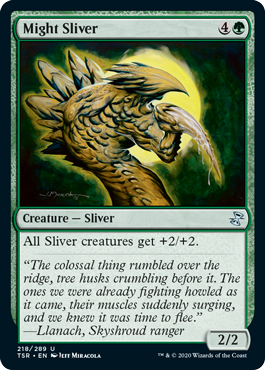 Might Sliver 4
Creature — Sliver
All Sliver creatures get +2/+2.
“The colossal thing rumbled over the
ridge, tree husks crumbling before it. The
ones we were already fighting howled as
it came, their muscles suddenly surging,
and we knew it was time to flee.”
—Llanach, Skyshroud ranger
2/2
218/289 U
TSR • EN Jeff Miracola
™ & © 2020 Wizards of the Coast